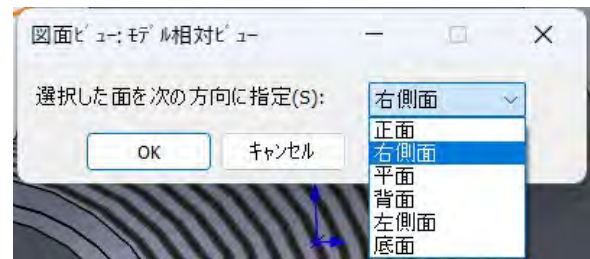 図面ﾋﾞｭｰ: ﾓﾃﾞﾙ相対ﾋﾞｭｰ
選択した面を次の方向に指定(S):
右側面
OK
ｷｬﾝｾﾙ
正面
右側面
平面
背面
左側面
底面